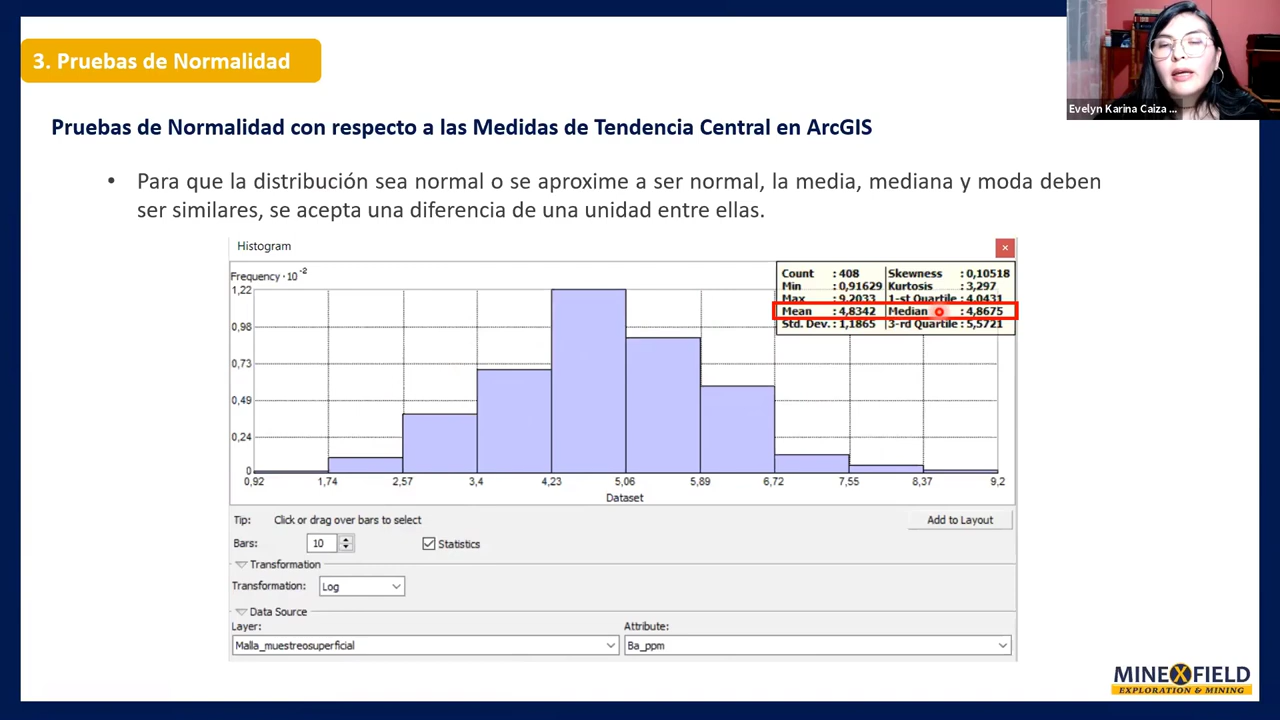 3. Pruebas de Normalidad
Evelyn Karina Caiza ...
Pruebas de Normalidad con respecto a las Medidas de Tendencia Central en ArcGIS
• Para que la distribución sea normal o se aproxime a ser normal, la media, mediana y moda deben
ser similares, se acepta una diferencia de una unidad entre ellas.
Histogram
Frequency · 10 -2
Count : 408 Skewness : 0,10518
Min : 0,91629 Kurtosis : 3,297
Max : 9,2033 1-st Quartile : 4,0431
Mean : 4,8342 Median : 4,8675
Std. Dev. : 1,1865 3-rd Quartile : 5,5721
1,22
0,98
0,73
0,49
0,24
0
0,92 1,74 2,57 3,4 4,23 5,06 5,89 6,72 7,55 8,37 9,2
Dataset
Tip: Click or drag over bars to select
Add to Layout
Bars: 10 Statistics
Transformation
Transformation: Log
Data Source
Layer: Attribute:
Malla_muestreosuperficial Ba_ppm
MINEXFIELD
EXPLORATION & MINING